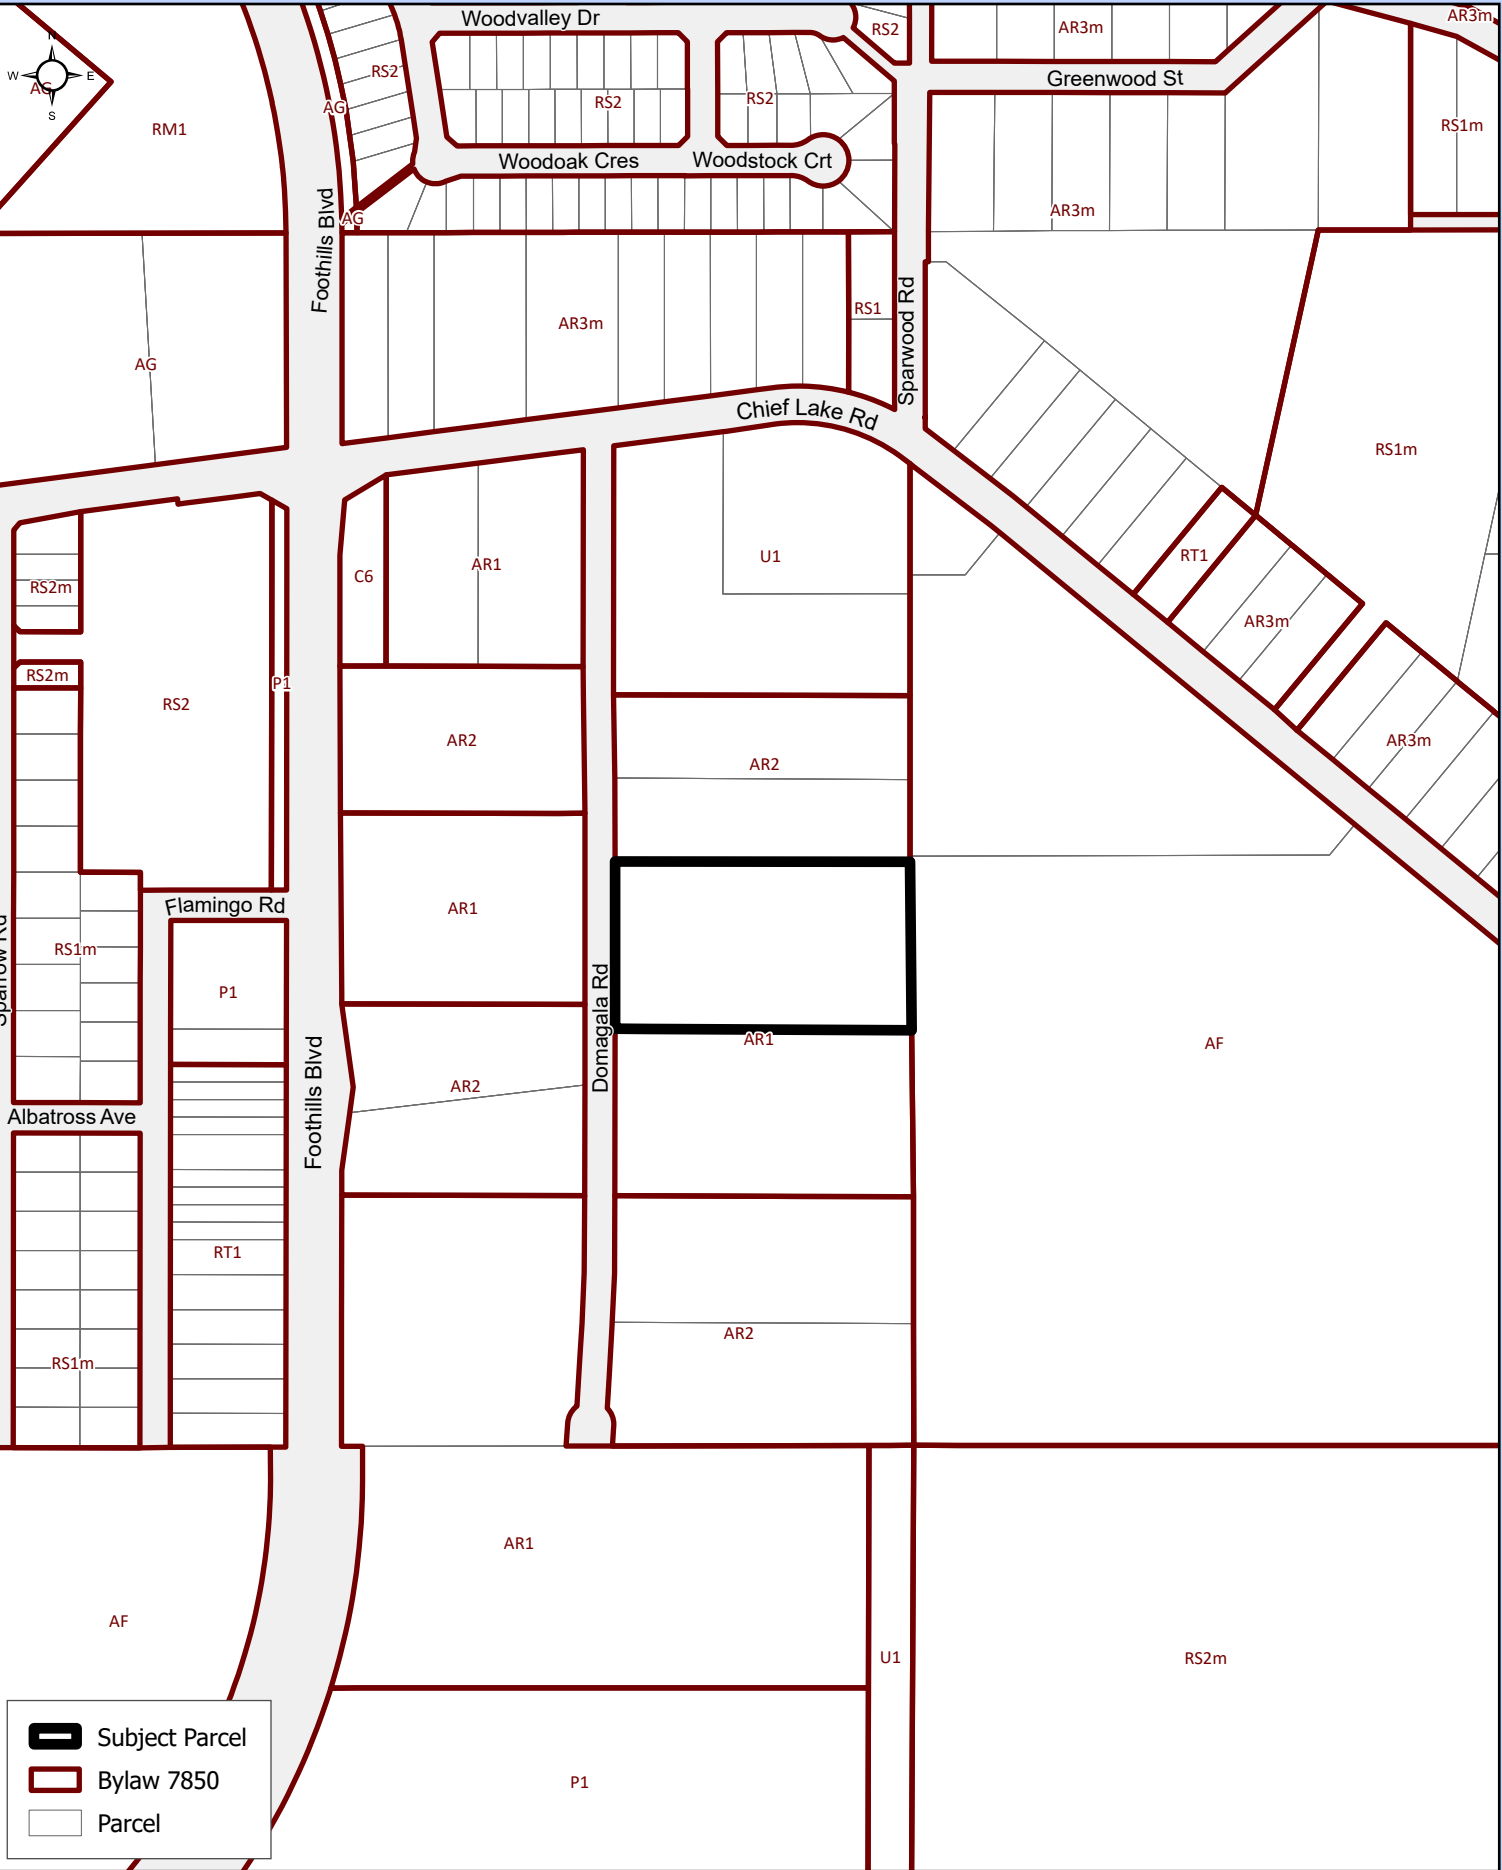 Woodvalley Dr
RS2
AR3m
AR3m
N
W
E
S
AG
RM1
AG
RS2
RS2
RS2
Greenwood St
RS1m
Woodoak Cres
Woodstock Crt
AG
AR3m
Foothills Blvd
AR3m
RS1
Sparwood Rd
AG
Chief Lake Rd
RS1m
C6
AR1
U1
RT1
RS2m
AR3m
RS2m
RS2
P1
AR2
AR2
AR3m
Flamingo Rd
AR1
Sparrow Rd
RS1m
P1
Domagala Rd
AR1
AF
Foothills Blvd
AR2
Albatross Ave
RT1
AR2
RS1m
AR1
AF
U1
RS2m
P1
Subject Parcel
Bylaw 7850
Parcel